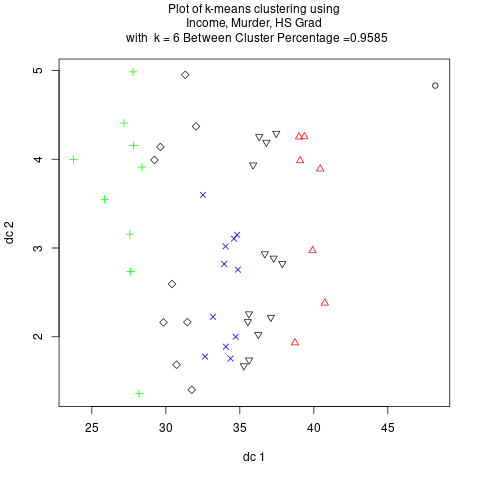 Plot of k-means clustering using
Income, Murder, HS Grad
with  k = 6 Between Cluster Percentage =0.9585
5
4
3
2
dc 2
25
30
35
40
45
dc 1